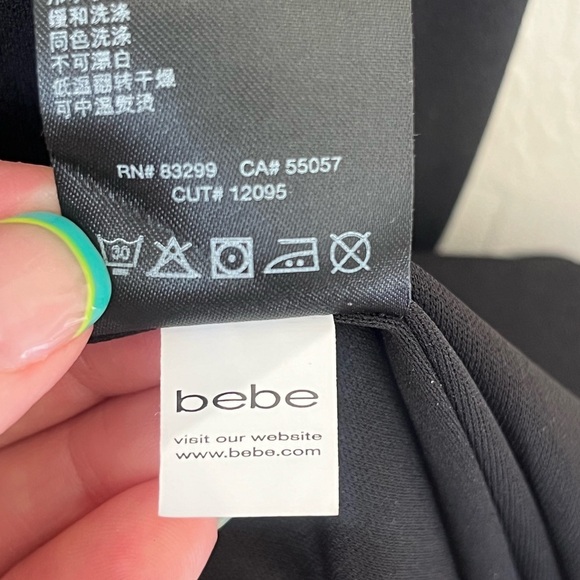 缓和洗涤
同色洗涤
不可漂白
低温翻转干燥
可中温熨烫
RN# 83299 CA# 55057
CUT# 12095
30
bebe
visit our website
www.bebe.com